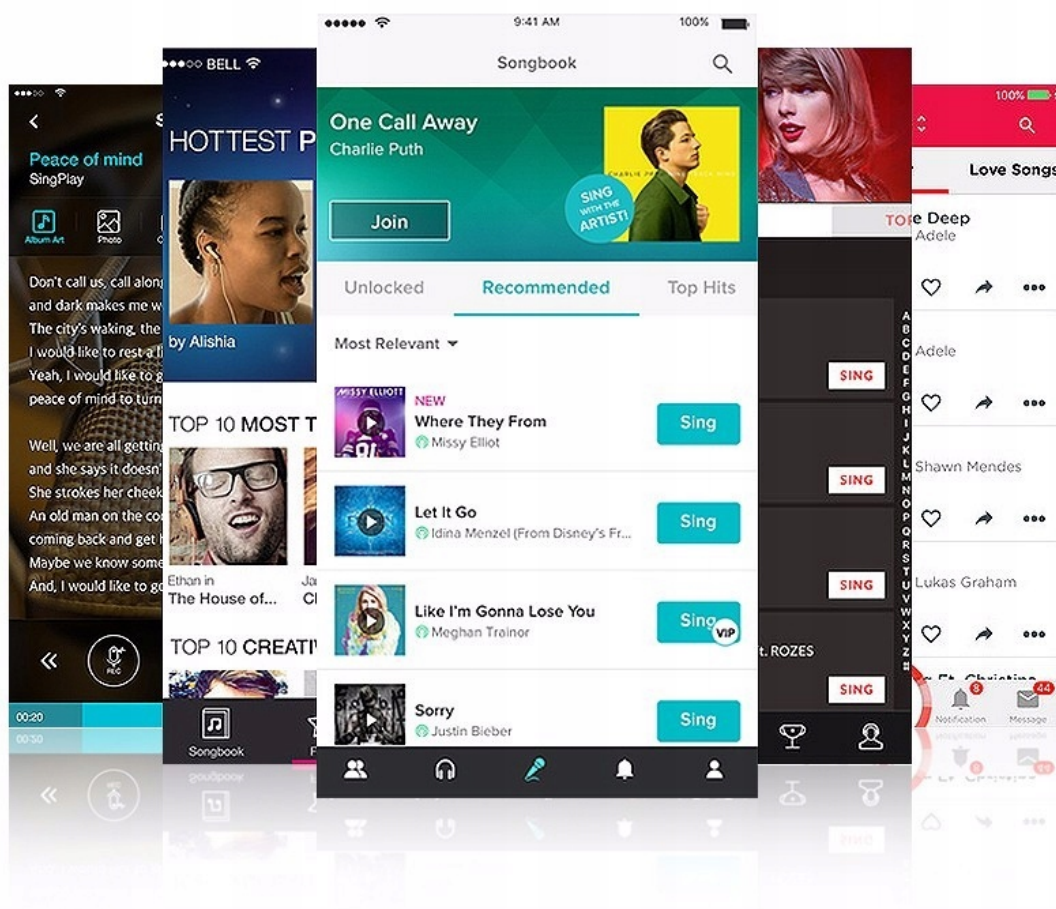 100%
Peace of mind
SingPlay
Album Art
Photo
Don't call us, call along
and dark makes me w
The city's waking, the
I would like to rest a li
Yeah, I would like to g
peace of mind to turn
Well, we are all getting
and she says it doesn'
She strokes her cheek
An old man on the co
coming back and get h
Maybe we know some
And, I would like to go
REC
00:20
BELL
HOTTEST P
by Alishia
TOP 10 MOST T
Ethan in
The House of...
Ja
Cl
TOP 10 CREATI
Songbook
9:41 AM
100%
Songbook
One Call Away
Charlie Puth
Join
SING
WITH THE
ARTIST!
Unlocked
Recommended
Top Hits
Most Relevant
MISSY ELLIOTT
NEW
Where They From
Missy Elliot
Sing
Let It Go
Idina Menzel (From Disney's Fr...
Sing
Like I'm Gonna Lose You
Meghan Trainor
Sing
VIP
Sorry
Justin Bieber
Sing
TOP
SING
SING
SING
t. ROZES
SING
A
B
C
D
E
F
G
H
I
J
K
L
M
N
O
P
Q
R
S
T
U
V
W
X
Y
Z
#
Love Songs
e Deep
Adele
Adele
Shawn Mendes
Lukas Graham
8
Notification
44
Message